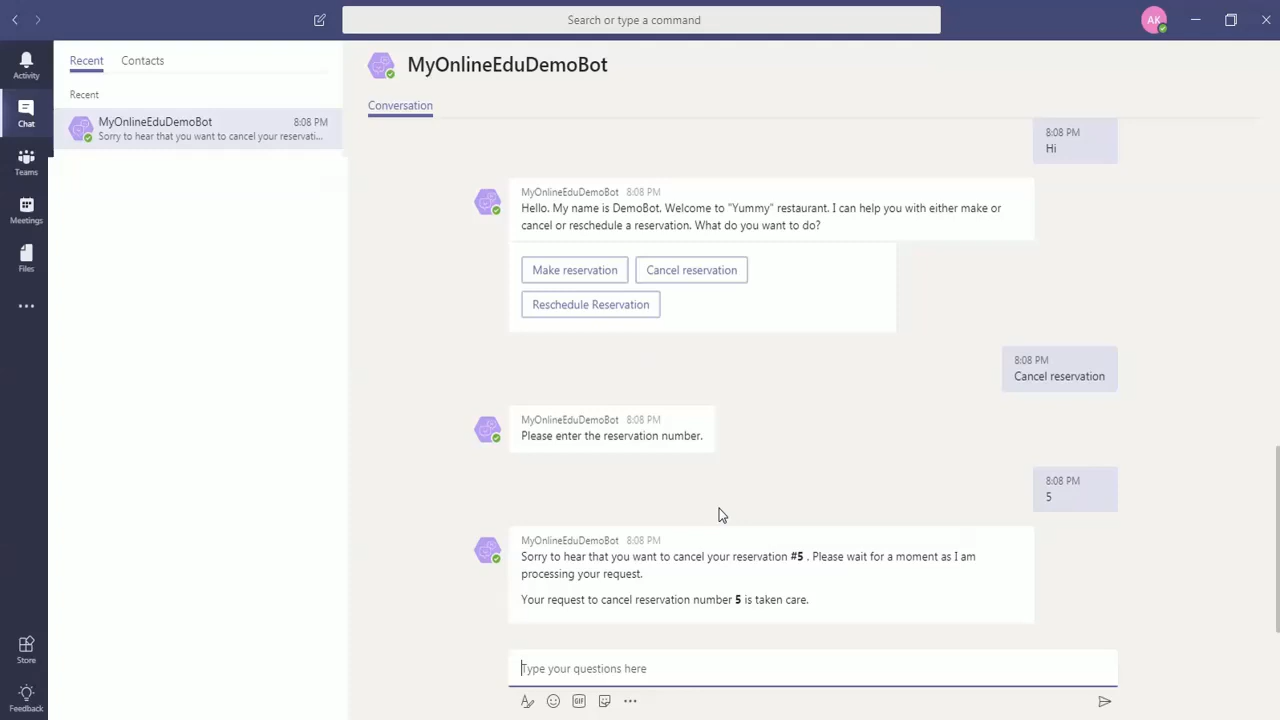 Search or type a command
AK
Activity
Chat
Teams
Meetings
Files
Store
Feedback
Recent Contacts
Recent
MyOnlineEduDemoBot 8:08 PM
Sorry to hear that you want to cancel your reservati...
MyOnlineEduDemoBot
Conversation
8:08 PM
Hi
MyOnlineEduDemoBot 8:08 PM
Hello. My name is DemoBot. Welcome to "Yummy" restaurant. I can help you with either make or
cancel or reschedule a reservation. What do you want to do?
Make reservation Cancel reservation
Reschedule Reservation
8:08 PM
Cancel reservation
MyOnlineEduDemoBot 8:08 PM
Please enter the reservation number.
8:08 PM
5
MyOnlineEduDemoBot 8:08 PM
Sorry to hear that you want to cancel your reservation #5 . Please wait for a moment as I am
processing your request.
Your request to cancel reservation number 5 is taken care.
Type your questions here
GIF